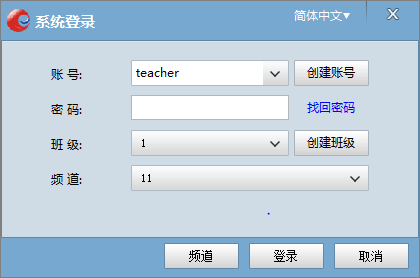 系统登录 简体中文▾ X
账 号: teacher 创建账号
密 码: 找回密码
班 级: 1 创建班级
频 道: 11
频道 登录 取消